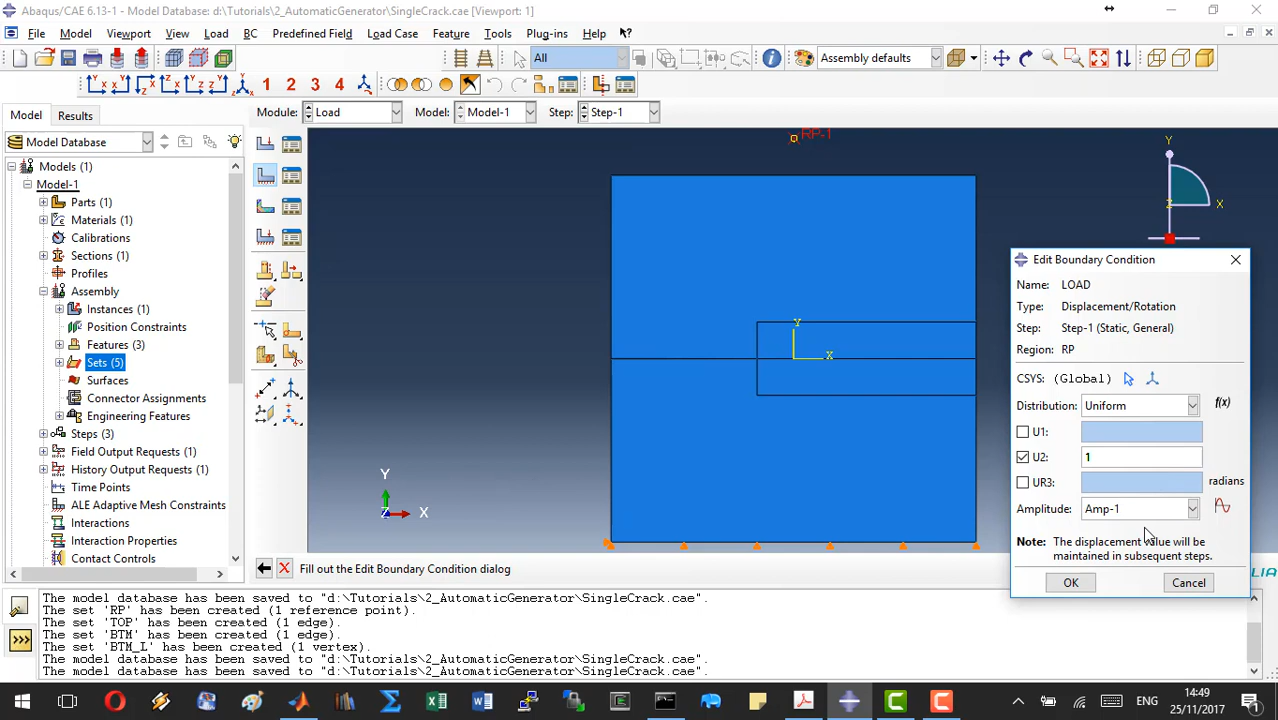 Abaqus/CAE 6.13-1 - Model Database: d:\Tutorials\2_AutomaticGenerator\SingleCrack.cae [Viewport: 1]
File Model Viewport View Load BC Predefined Field Load Case Feature Tools Plug-ins Help
All Assembly defaults
1 2 3 4
Model Results Module: Load Model: Model-1 Step: Step-1
Model Database
Models (1)
Model-1
Parts (1)
Materials (1)
Calibrations
Sections (1)
Profiles
Assembly
Instances (1)
Position Constraints
Features (3)
Sets (5)
Surfaces
Connector Assignments
Engineering Features
Steps (3)
Field Output Requests (1)
History Output Requests (1)
Time Points
ALE Adaptive Mesh Constraints
Interactions
Interaction Properties
Contact Controls
RP-1
Y
X
Y
Z X
Y
Z X
Edit Boundary Condition
Name: LOAD
Type: Displacement/Rotation
Step: Step-1 (Static, General)
Region: RP
CSYS: (Global)
Distribution: Uniform f(x)
U1:
U2: 1
UR3: radians
Amplitude: Amp-1
Note: The displacement value will be
maintained in subsequent steps.
OK Cancel
Fill out the Edit Boundary Condition dialog
The model database has been saved to "d:\Tutorials\2_AutomaticGenerator\SingleCrack.cae".
The set 'RP' has been created (1 reference point).
The set 'TOP' has been created (1 edge).
The set 'BTM' has been created (1 edge).
The set 'BTM_L' has been created (1 vertex).
The model database has been saved to "d:\Tutorials\2_AutomaticGenerator\SingleCrack.cae".
The model database has been saved to "d:\Tutorials\2_AutomaticGenerator\SingleCrack.cae".
ENG
14:49
25/11/2017